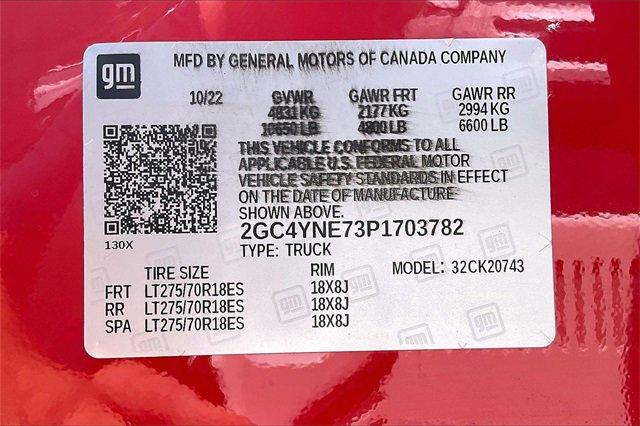 gm
MFD BY GENERAL MOTORS OF CANADA COMPANY
10/22 GVWR GAWR FRT GAWR RR
4831 KG 2177 KG 2994 KG
10650 LB 4800 LB 6600 LB
THIS VEHICLE CONFORMS TO ALL
APPLICABLE U.S. FEDERAL MOTOR
VEHICLE SAFETY STANDARDS IN EFFECT
ON THE DATE OF MANUFACTURE
SHOWN ABOVE.
2GC4YNE73P1703782
130X
TYPE: TRUCK
TIRE SIZE RIM MODEL: 32CK20743
FRT LT275/70R18ES 18X8J
RR LT275/70R18ES 18X8J
SPA LT275/70R18ES 18X8J